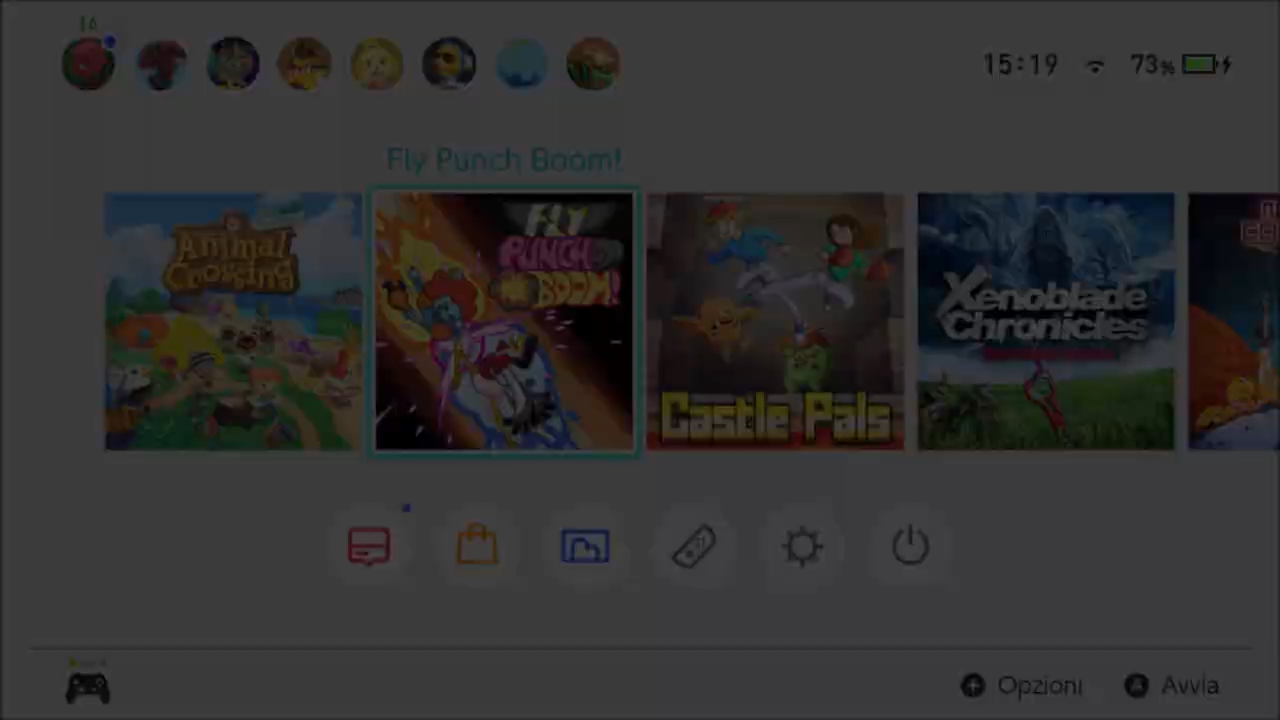 15:19
73%
Fly Punch Boom!
Animal
Crossing
FLY
PUNCH
BOOM!
Castle Pals
Xenoblade
Chronicles
Opzioni
Avvia